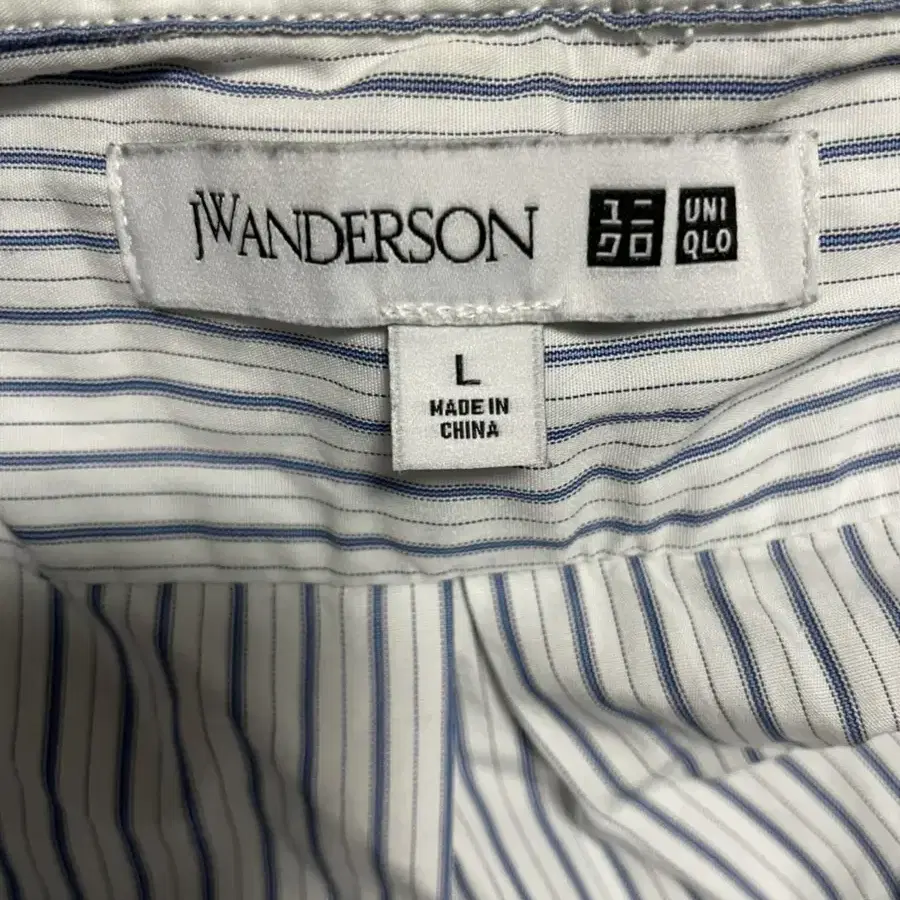 JWANDERSON
ユニ
クロ
UNI
QLO
L
MADE IN
CHINA